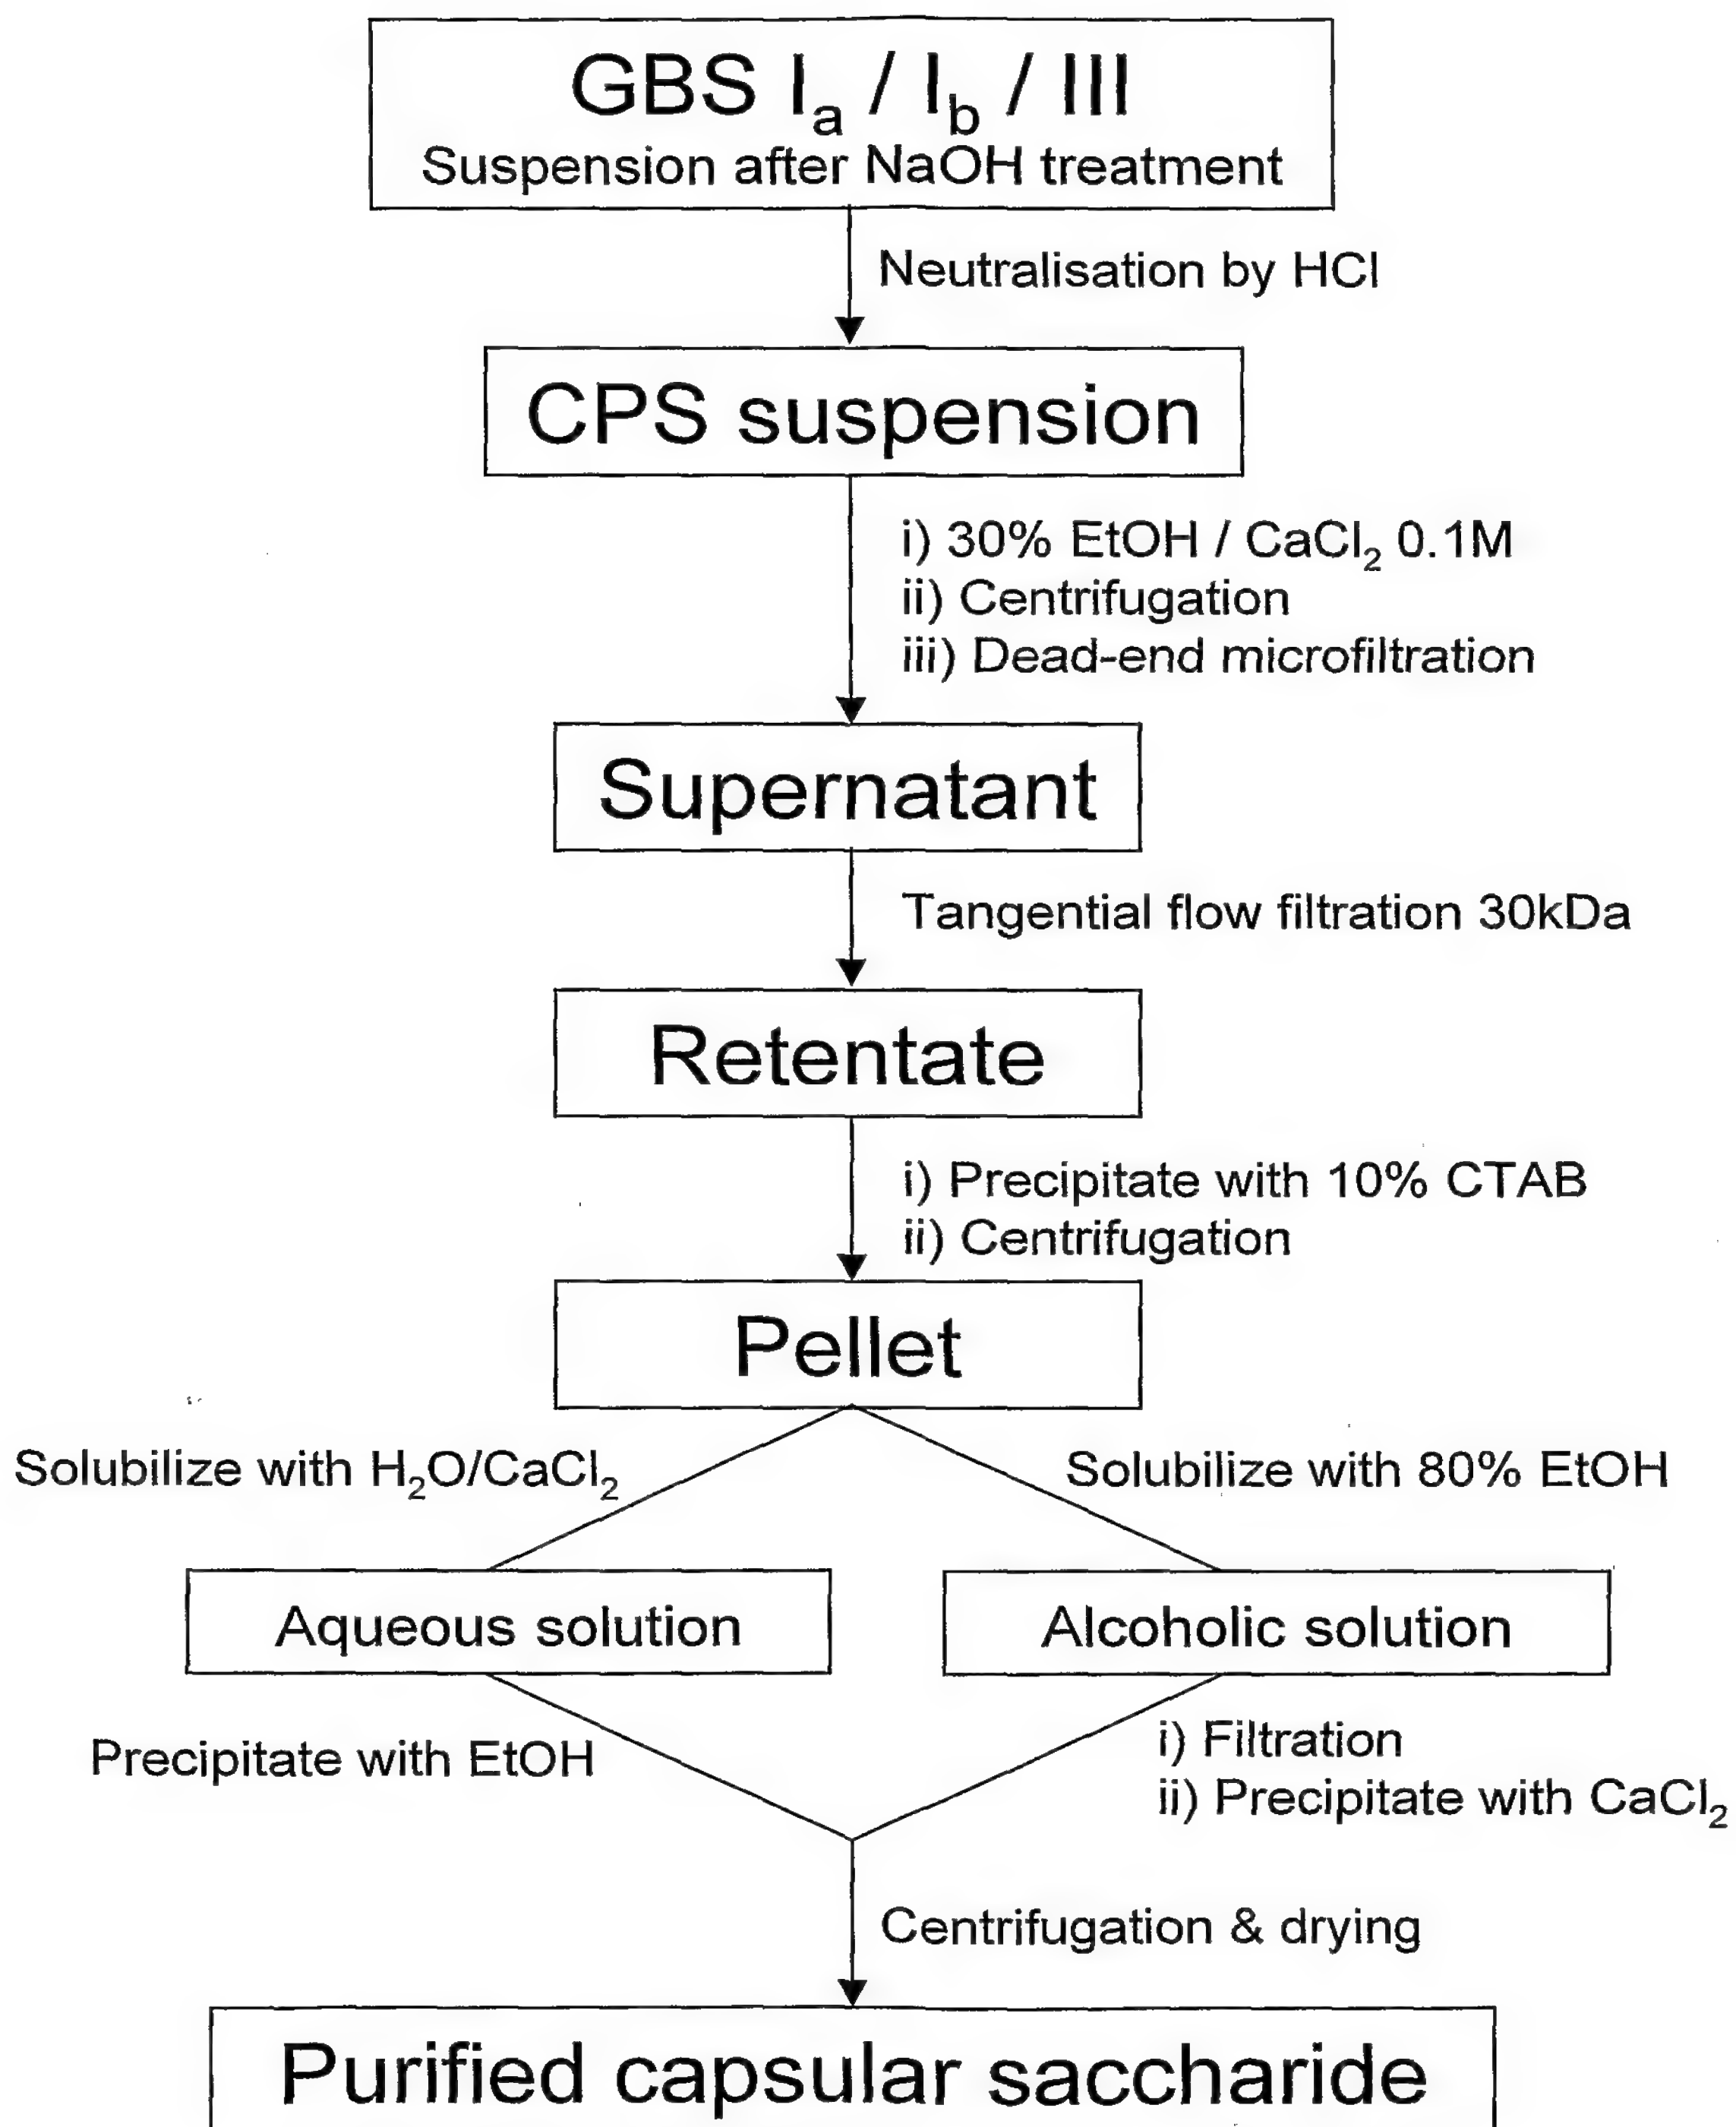 GBS Iₐ / I_b / III
Suspension after NaOH treatment
Neutralisation by HCl
CPS suspension
i) 30% EtOH / CaCl₂ 0.1M
ii) Centrifugation
iii) Dead-end microfiltration
Supernatant
Tangential flow filtration 30kDa
Retentate
i) Precipitate with 10% CTAB
ii) Centrifugation
Pellet
Solubilize with H₂O/CaCl₂
Solubilize with 80% EtOH
Aqueous solution
Alcoholic solution
Precipitate with EtOH
i) Filtration
ii) Precipitate with CaCl₂
Centrifugation & drying
Purified capsular saccharide